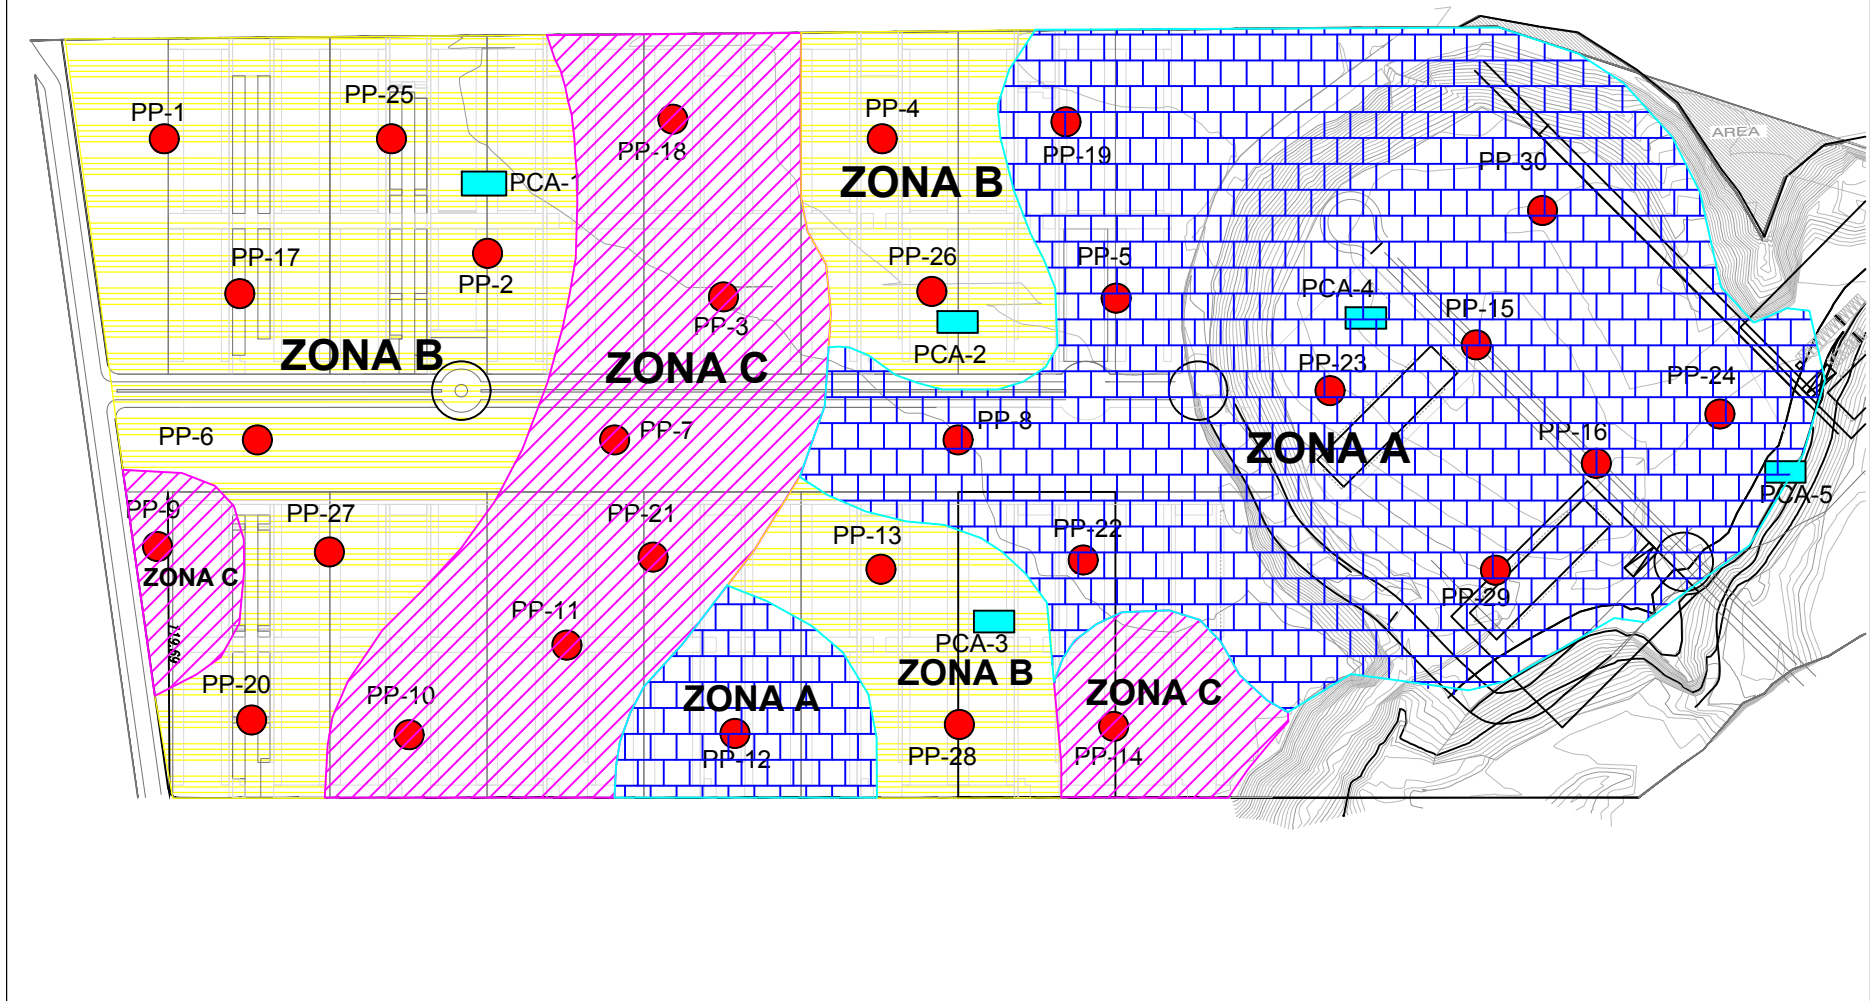 PP-25
PP-4
PP-1
AREA
PP-18
PP-19
PP-30
PCA-1
ZONA B
PP-17
PP-26
PP-5
PP-2
PCA-4
PP-15
PP-3
ZONA B
PCA-2
PP-23
ZONA C
PP-24
PP-8
PP-7
PP-6
PP-16
ZONA A
PCA-5
PP-9
PP-27
PP-21
PP-13
PP-22
ZONA C
PP-29
PP-11
PCA-3
119.69
ZONA B
PP-20
PP-10
ZONA A
ZONA C
PP-12
PP-28
PP-14